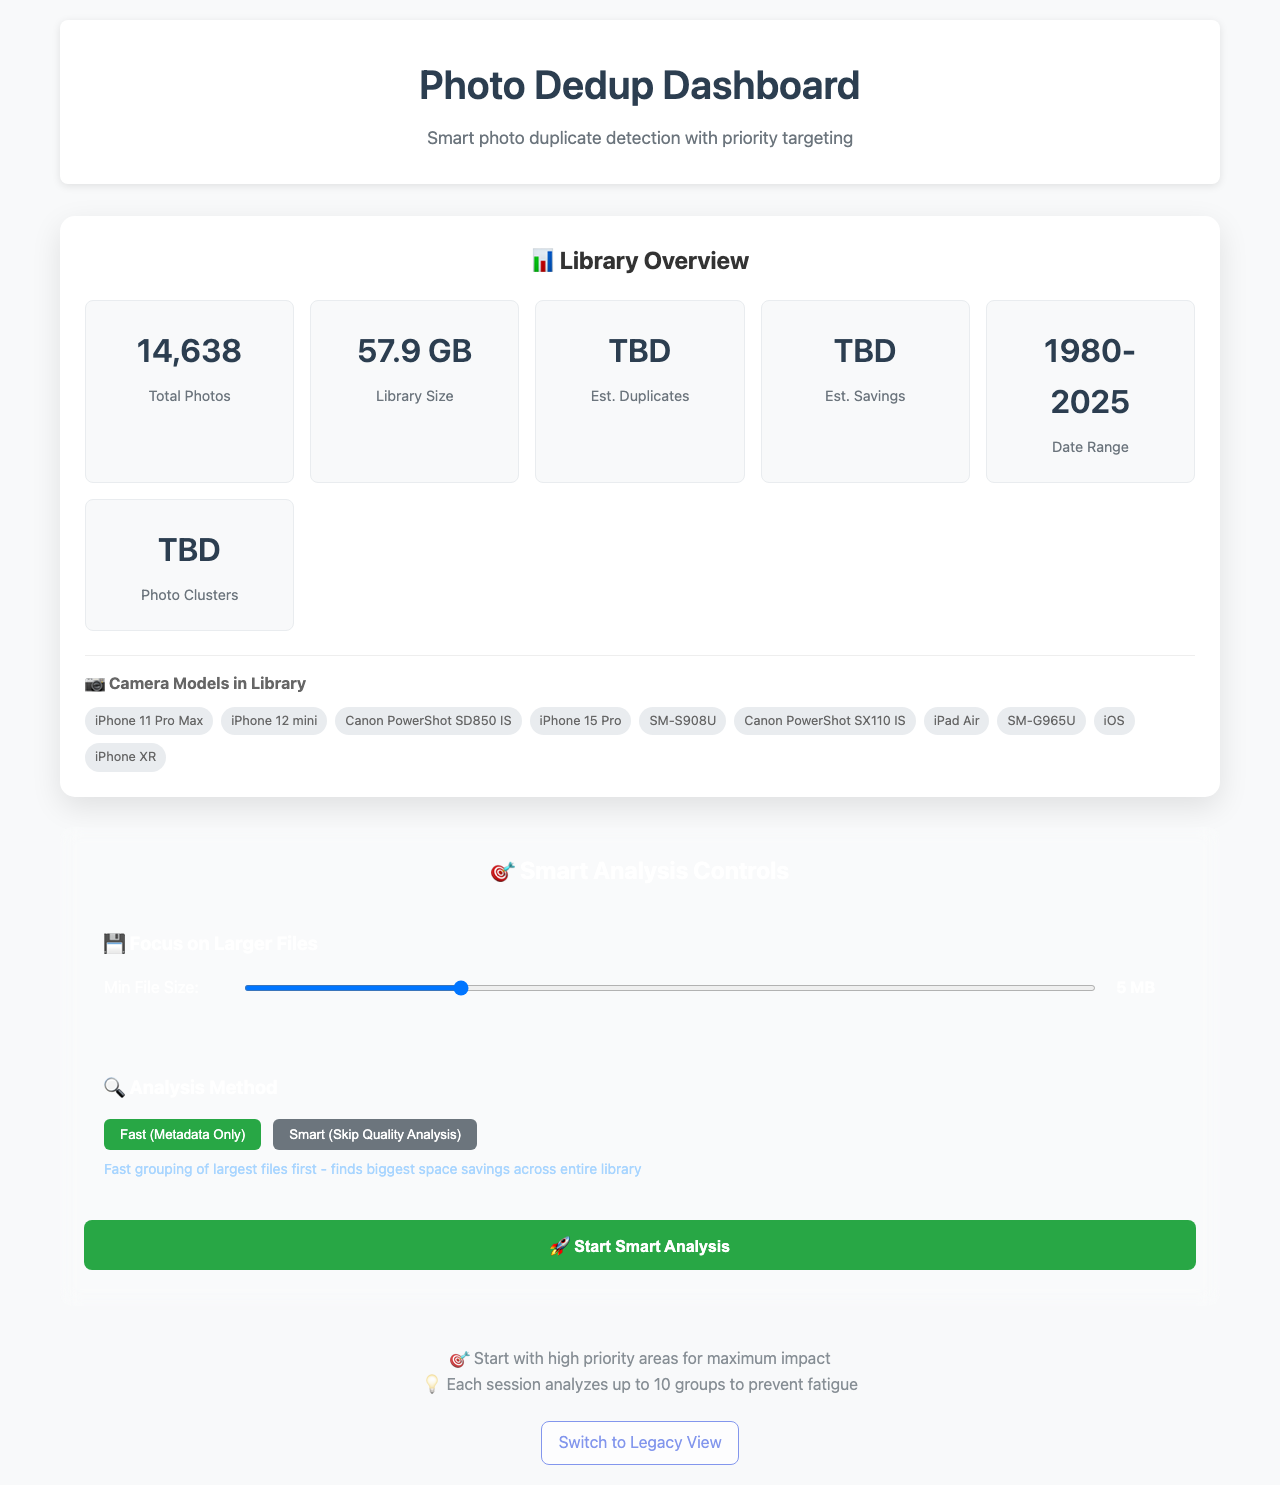 Photo Dedup Dashboard
Smart photo duplicate detection with priority targeting
📊 Library Overview
14,638
Total Photos
57.9 GB
Library Size
TBD
Est. Duplicates
TBD
Est. Savings
1980-
2025
Date Range
TBD
Photo Clusters
📷 Camera Models in Library
iPhone 11 Pro Max
iPhone 12 mini
Canon PowerShot SD850 IS
iPhone 15 Pro
SM-S908U
Canon PowerShot SX110 IS
iPad Air
SM-G965U
iOS
iPhone XR
🎯 Smart Analysis Controls
💾 Focus on Larger Files
Min File Size:
🔍 Analysis Method
Fast (Metadata Only)
Smart (Skip Quality Analysis)
Fast grouping of largest files first - finds biggest space savings across entire library
🚀 Start Smart Analysis
🎯 Start with high priority areas for maximum impact
💡 Each session analyzes up to 10 groups to prevent fatigue
Switch to Legacy View